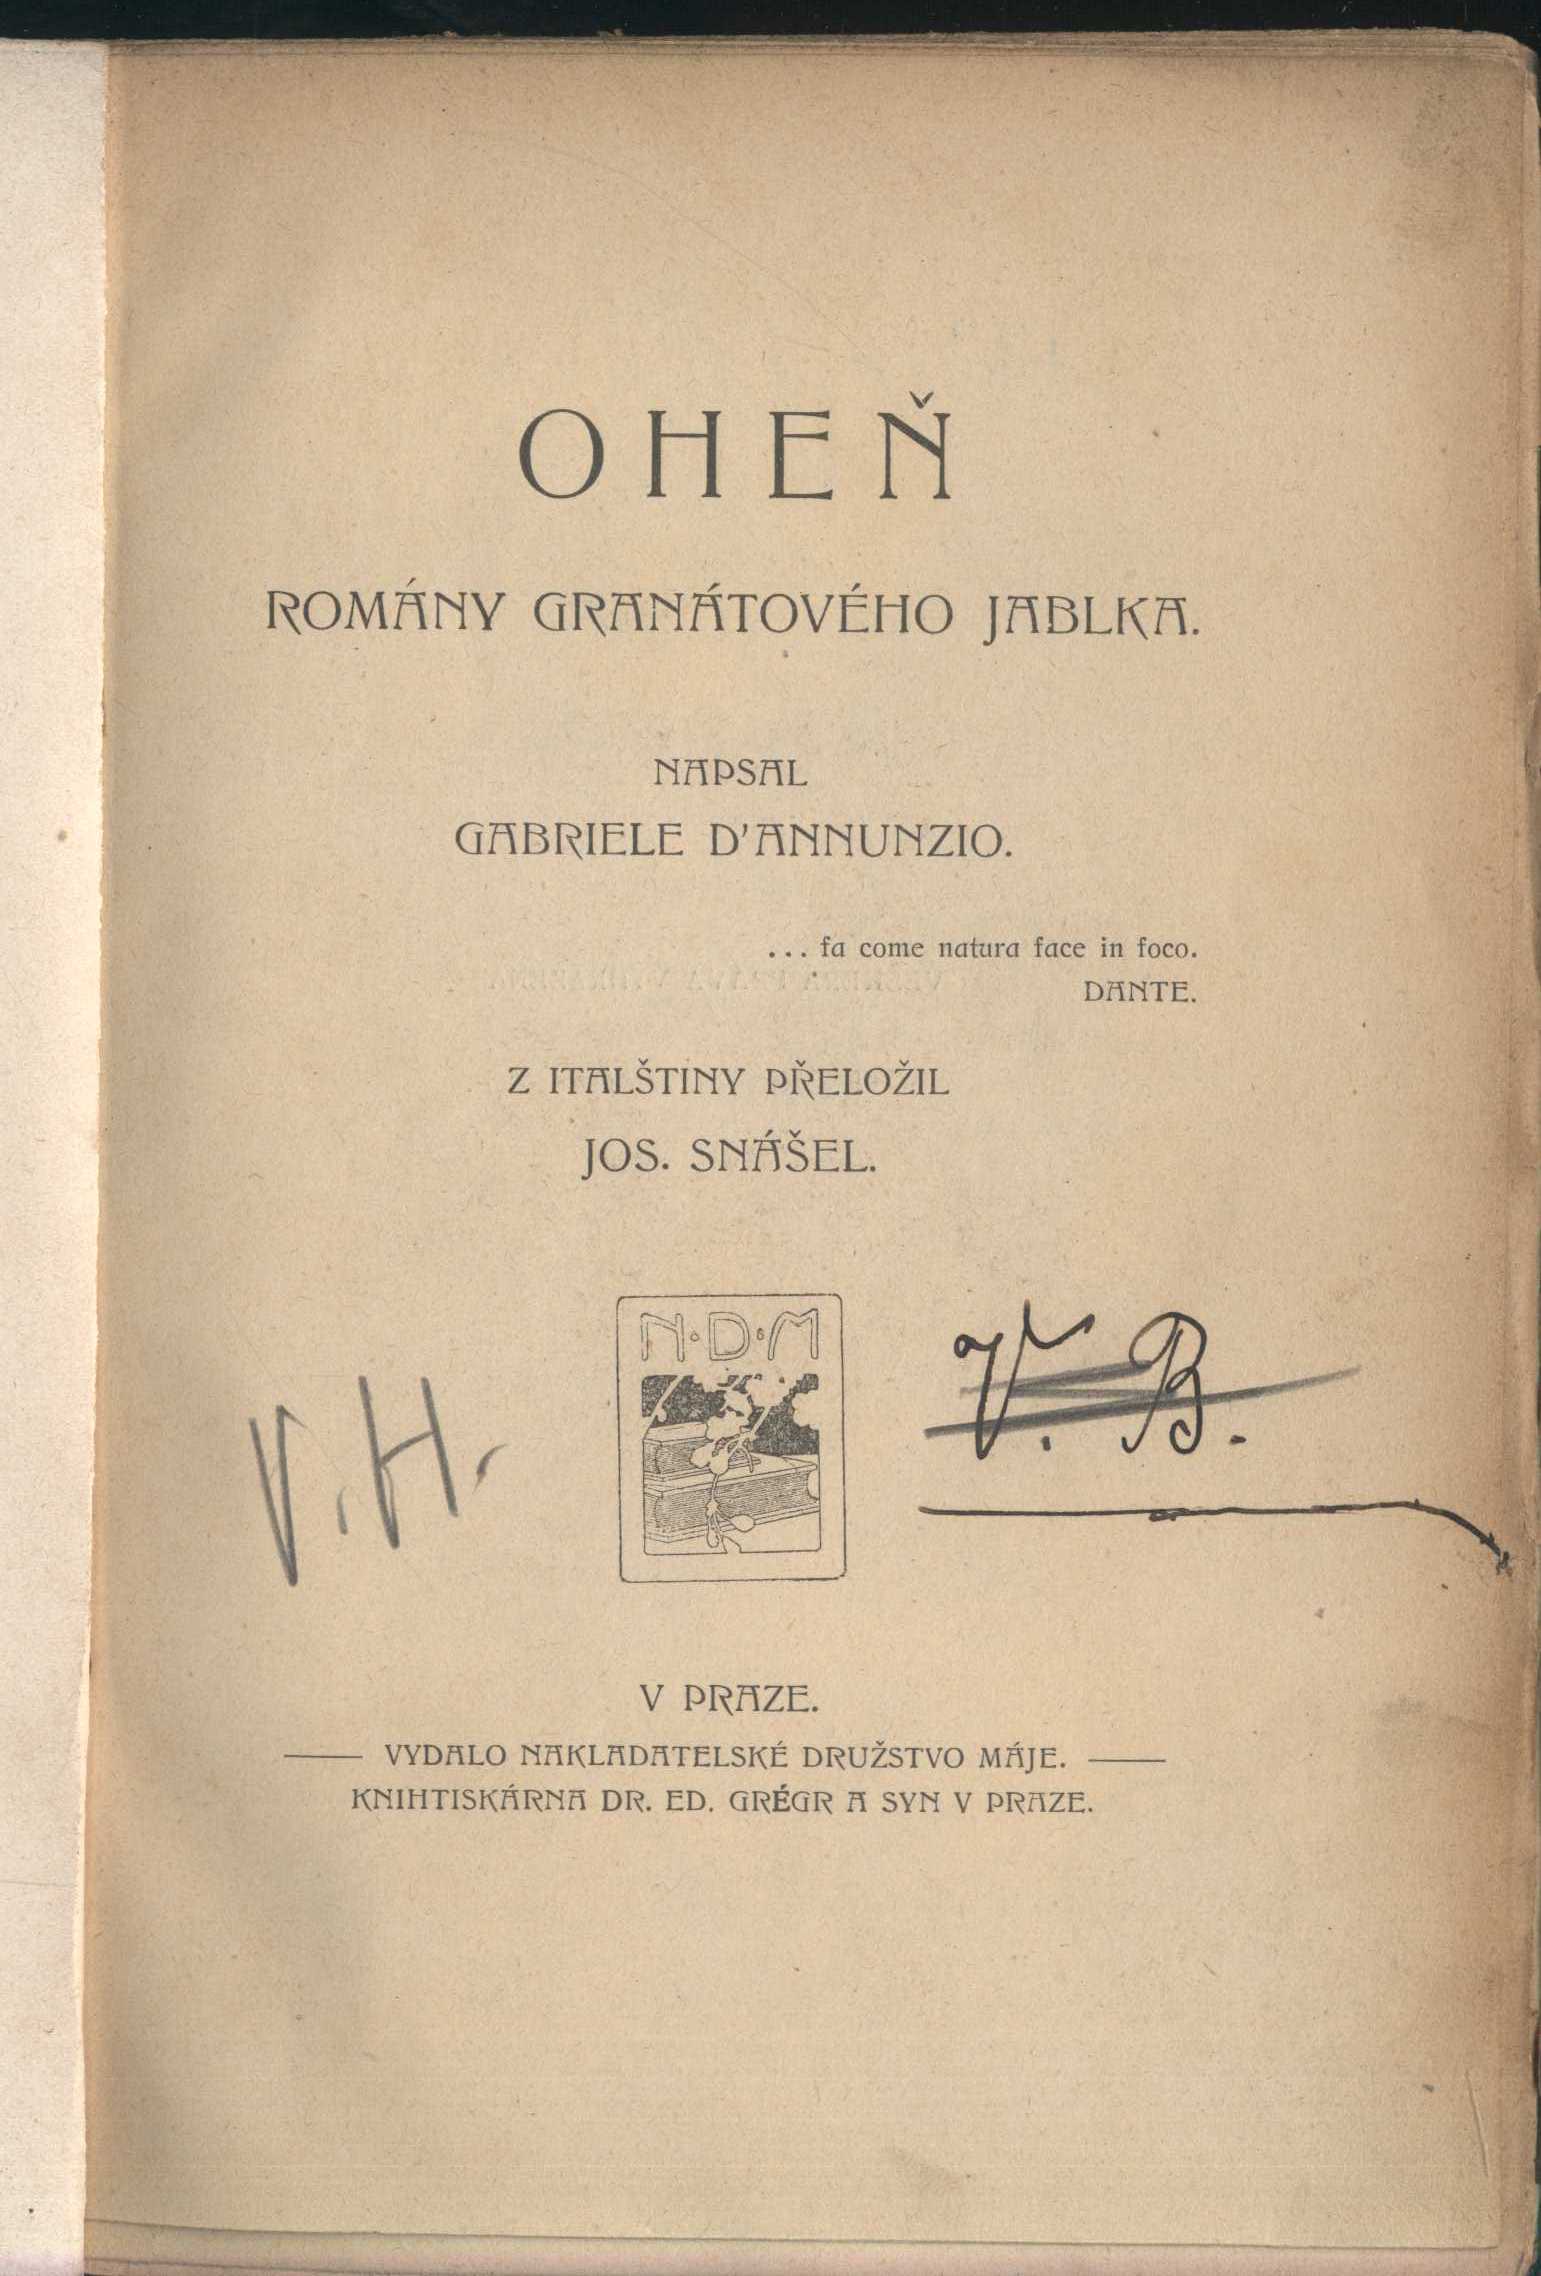 OHEŇ
ROMÁNY GRANÁTOVÉHO JABLKA.
NAPSAL
GABRIELE D'ANNUNZIO.
... fa come natura face in foco.
DANTE.
Z ITALŠTINY PŘELOŽIL
JOS. SNÁŠEL.
N·D·M
V. B.
V. H.
V PRAZE.
VYDALO NAKLADATELSKÉ DRUŽSTVO MÁJE.
KNIHTISKÁRNA DR. ED. GRÉGR A SYN V PRAZE.